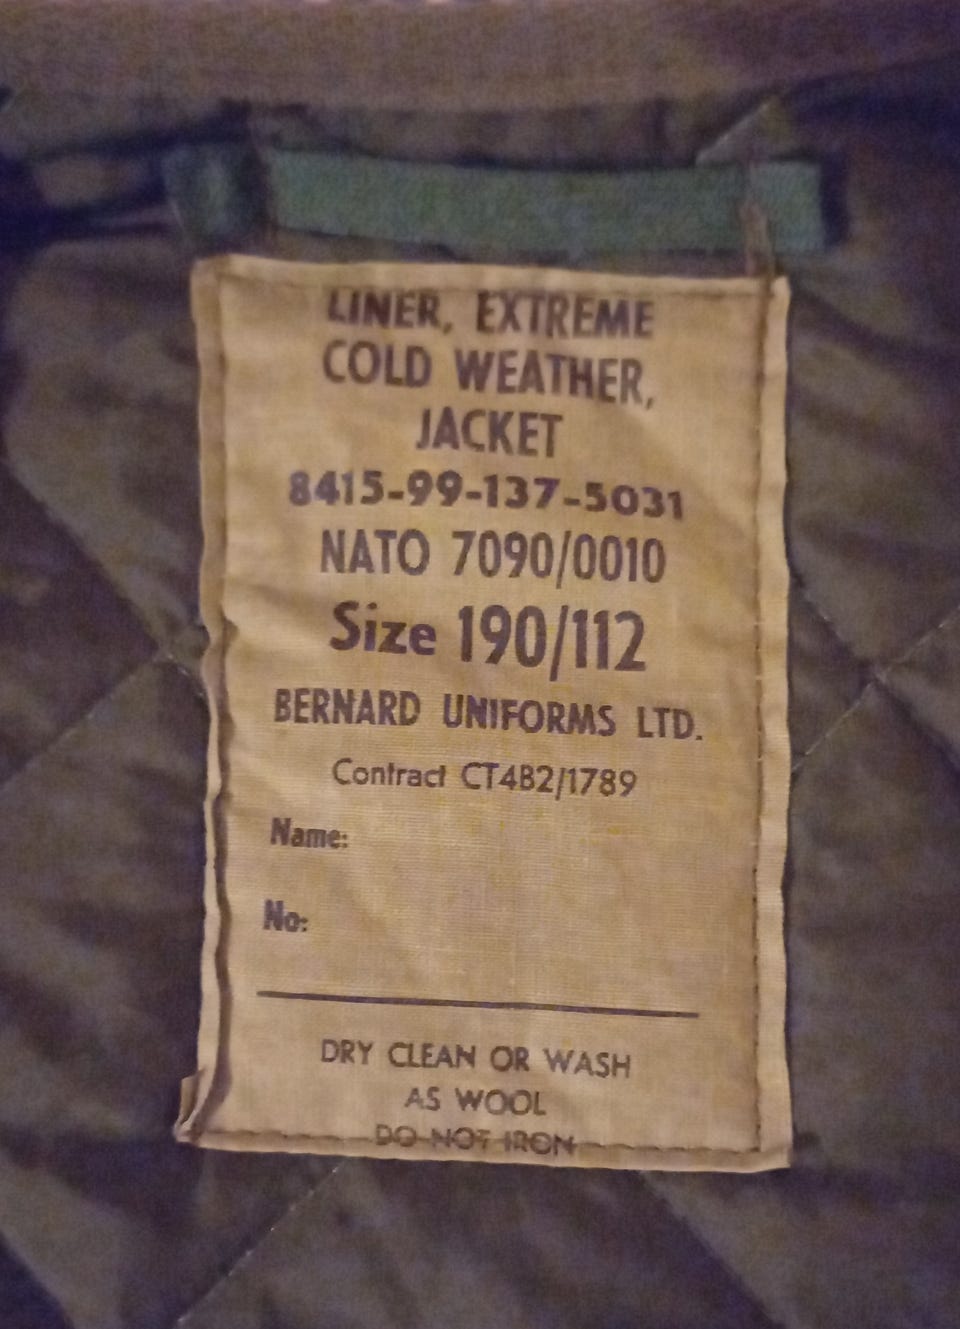 LINER, EXTREME
COLD WEATHER,
JACKET
8415-99-137-5031
NATO 7090/0010
Size 190/112
BERNARD UNIFORMS LTD.
Contract CT4B2/1789
Name:
No:
DRY CLEAN OR WASH
AS WOOL
DO NOT IRON